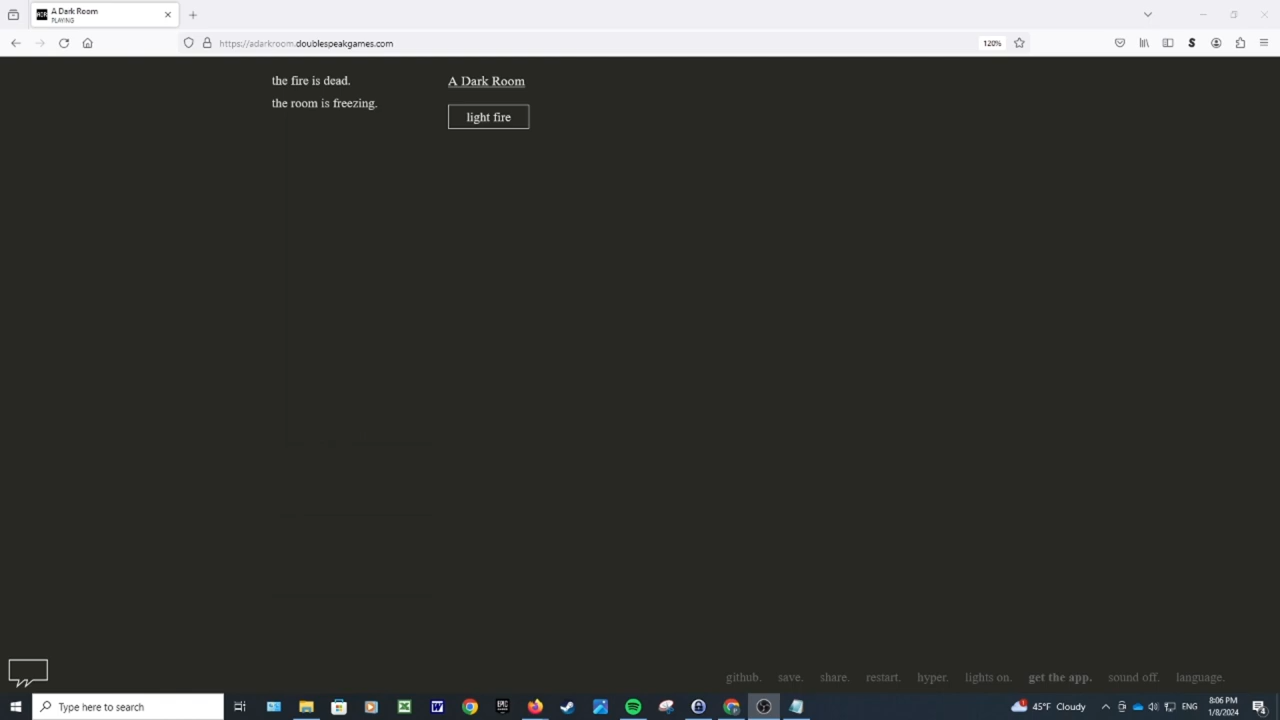 A Dark Room
PLAYING
https://adarkroom.doublespeakgames.com
120%
S
the fire is dead.
the room is freezing.
A Dark Room
light fire
github. save. share. restart. hyper. lights on. get the app. sound off. language.
Type here to search
45°F Cloudy
ENG
8:06 PM
1/8/2024
4